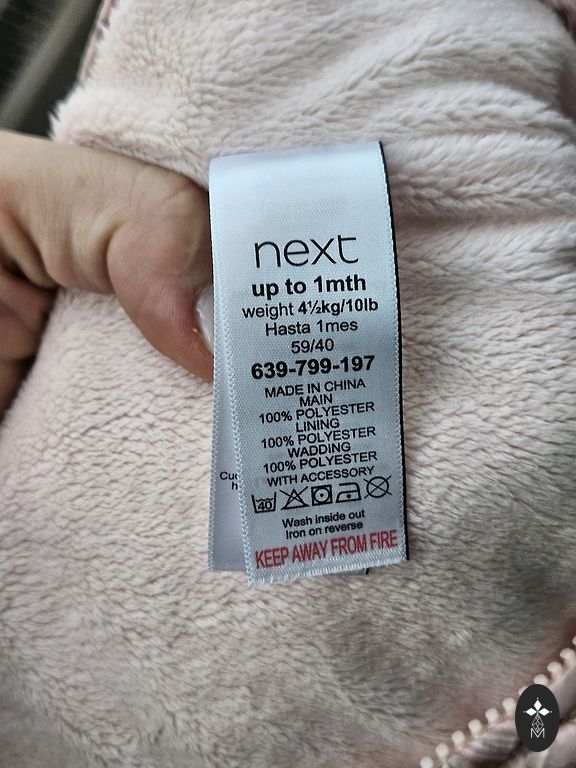 next
up to 1mth
weight 4½kg/10lb
Hasta 1mes
59/40
639-799-197
MADE IN CHINA
MAIN
100% POLYESTER
LINING
100% POLYESTER
WADDING
100% POLYESTER
WITH ACCESSORY
40
Wash inside out
Iron on reverse
KEEP AWAY FROM FIRE
M